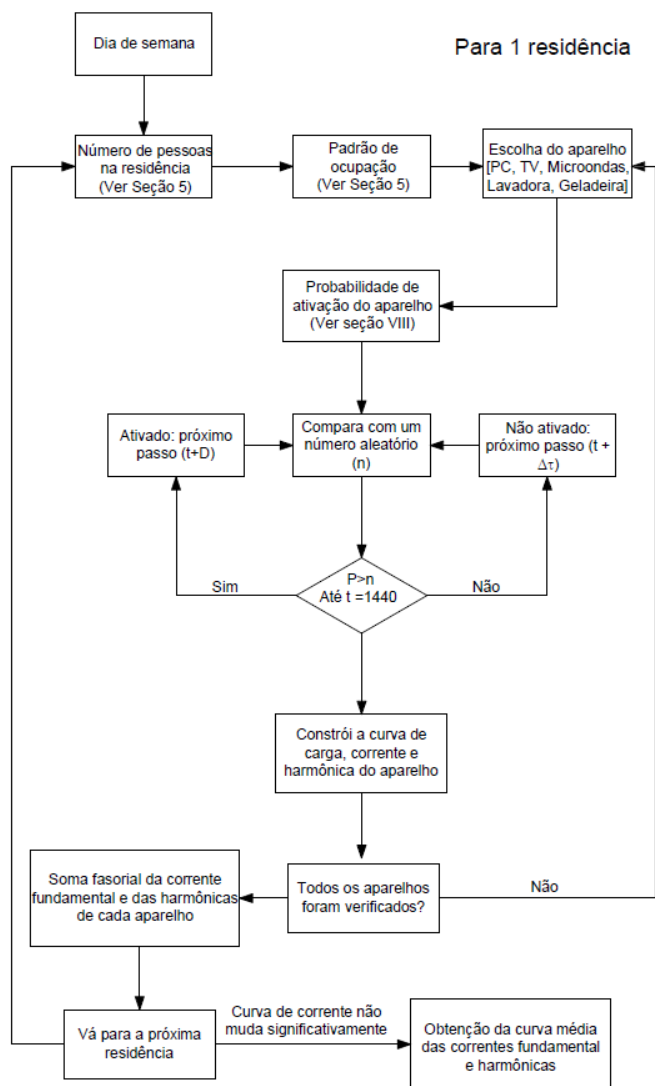 Dia de semana
Para 1 residência
Número de pessoas
na residência
(Ver Seção 5)
Padrão de
ocupação
(Ver Seção 5)
Escolha do aparelho
[PC, TV, Microondas,
Lavadora, Geladeira]
Probabilidade de
ativação do aparelho
(Ver seção VIII)
Ativado: próximo
passo (t+D)
Compara com um
número aleatório
(n)
Não ativado:
próximo passo (t +
Δτ)
Sim
P>n
Até t =1440
Não
Constrói a curva de
carga, corrente e
harmônica do aparelho
Soma fasorial da corrente
fundamental e das harmônicas
de cada aparelho
Todos os aparelhos
foram verificados?
Não
Vá para a próxima
residência
Curva de corrente não
muda significativamente
Obtenção da curva média
das correntes fundamental
e harmônicas